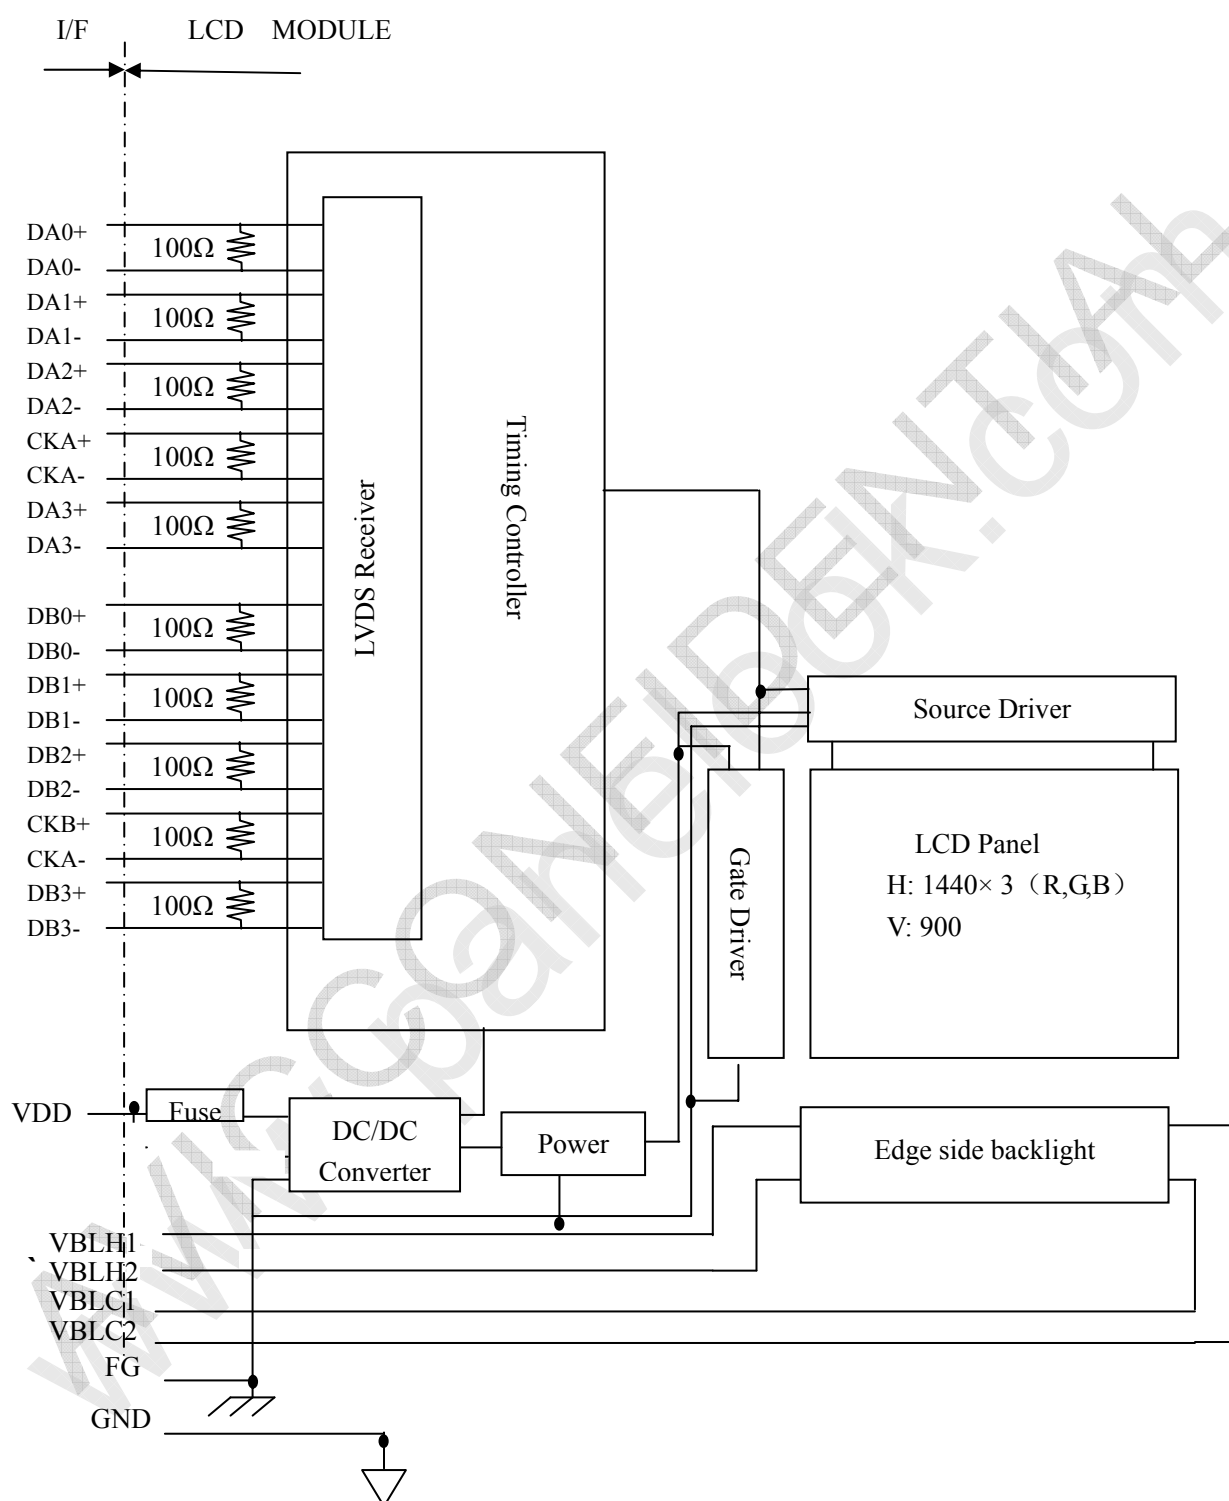 I/F LCD MODULE
DA0+
100Ω
DA0-
DA1+
100Ω
DA1-
DA2+
100Ω
DA2-
CKA+
100Ω
CKA-
DA3+
100Ω
DA3-
DB0+
100Ω
DB0-
DB1+
100Ω
DB1-
DB2+
100Ω
DB2-
CKB+
100Ω
CKA-
DB3+
100Ω
DB3-
LVDS Receiver
Timing Controller
Source Driver
Gate Driver
LCD Panel
H: 1440× 3（R,G,B）
V: 900
VDD
Fuse
DC/DC
Converter
Power
Edge side backlight
VBLH1
VBLH2
VBLC1
VBLC2
FG
GND
CONFIDENTIAL